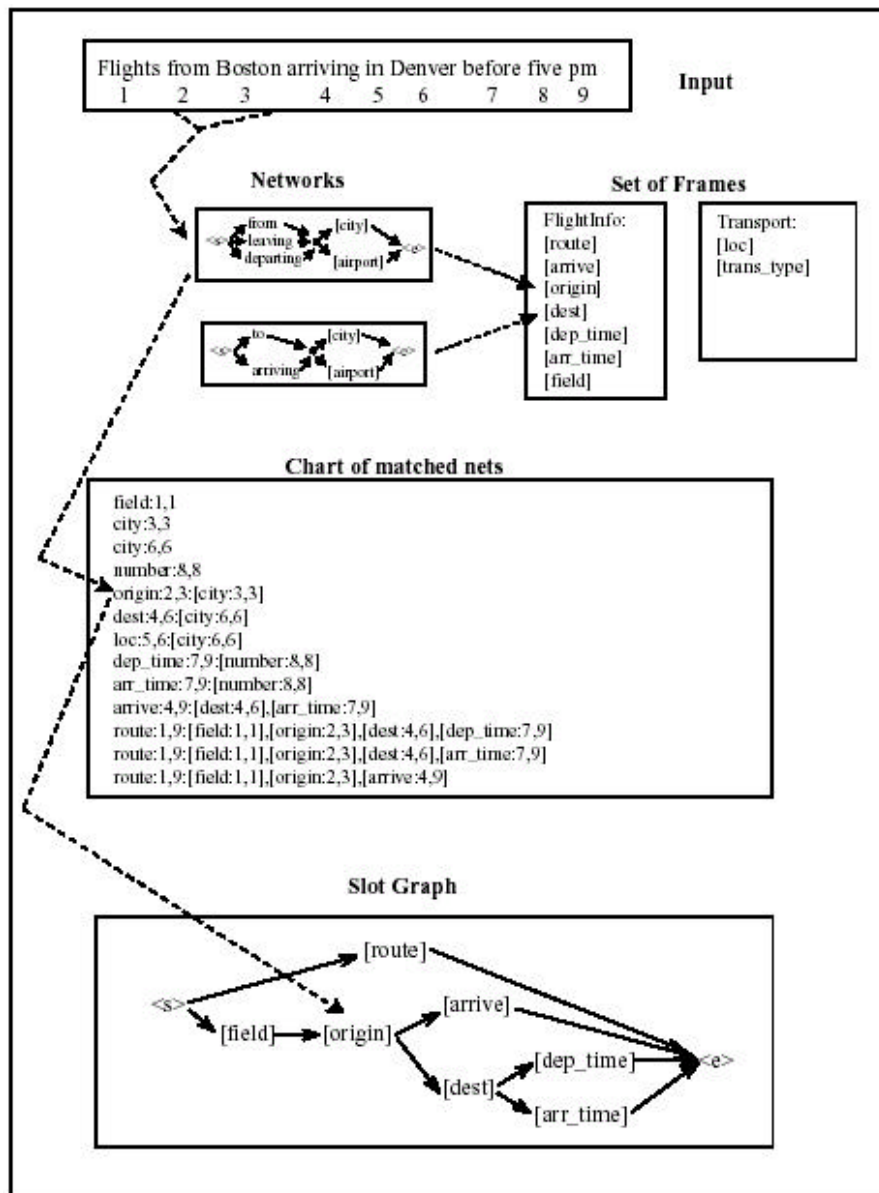 Flights from Boston arriving in Denver before five pm
1 2 3 4 5 6 7 8 9
Input
Networks
Set of Frames
from
leaving
departing
<s>
[city]
[airport]
<e>
to
arriving
<s>
[city]
[airport]
<e>
FlightInfo:
[route]
[arrive]
[origin]
[dest]
[dep_time]
[arr_time]
[field]
Transport:
[loc]
[trans_type]
Chart of matched nets
field:1,1
city:3,3
city:6,6
number:8,8
origin:2,3:[city:3,3]
dest:4,6:[city:6,6]
loc:5,6:[city:6,6]
dep_time:7,9:[number:8,8]
arr_time:7,9:[number:8,8]
arrive:4,9:[dest:4,6],[arr_time:7,9]
route:1,9:[field:1,1],[origin:2,3],[dest:4,6],[dep_time:7,9]
route:1,9:[field:1,1],[origin:2,3],[dest:4,6],[arr_time:7,9]
route:1,9:[field:1,1],[origin:2,3],[arrive:4,9]
Slot Graph
[route]
<s>
[field] [origin] [arrive]
[dep_time] <e>
[dest]
[arr_time]